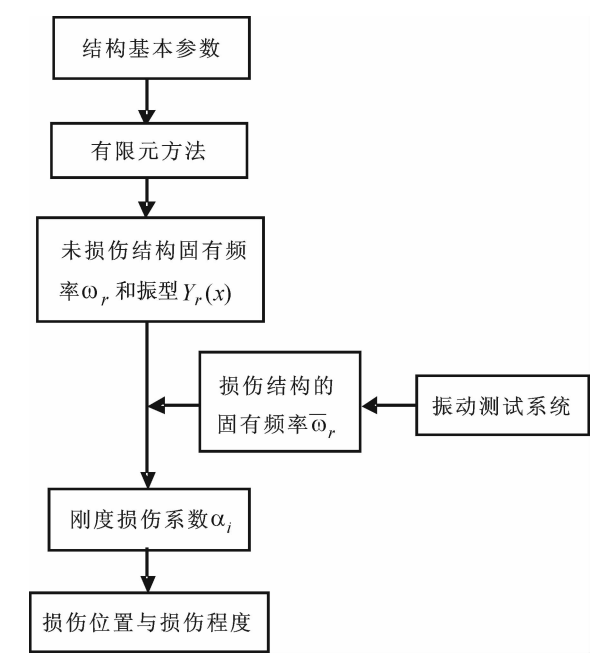 结构基本参数
有限元方法
未损伤结构固有频
率ω_r 和振型 Y_r(x)
损伤结构的
固有频率ω̅_r
振动测试系统
刚度损伤系数α_i
损伤位置与损伤程度